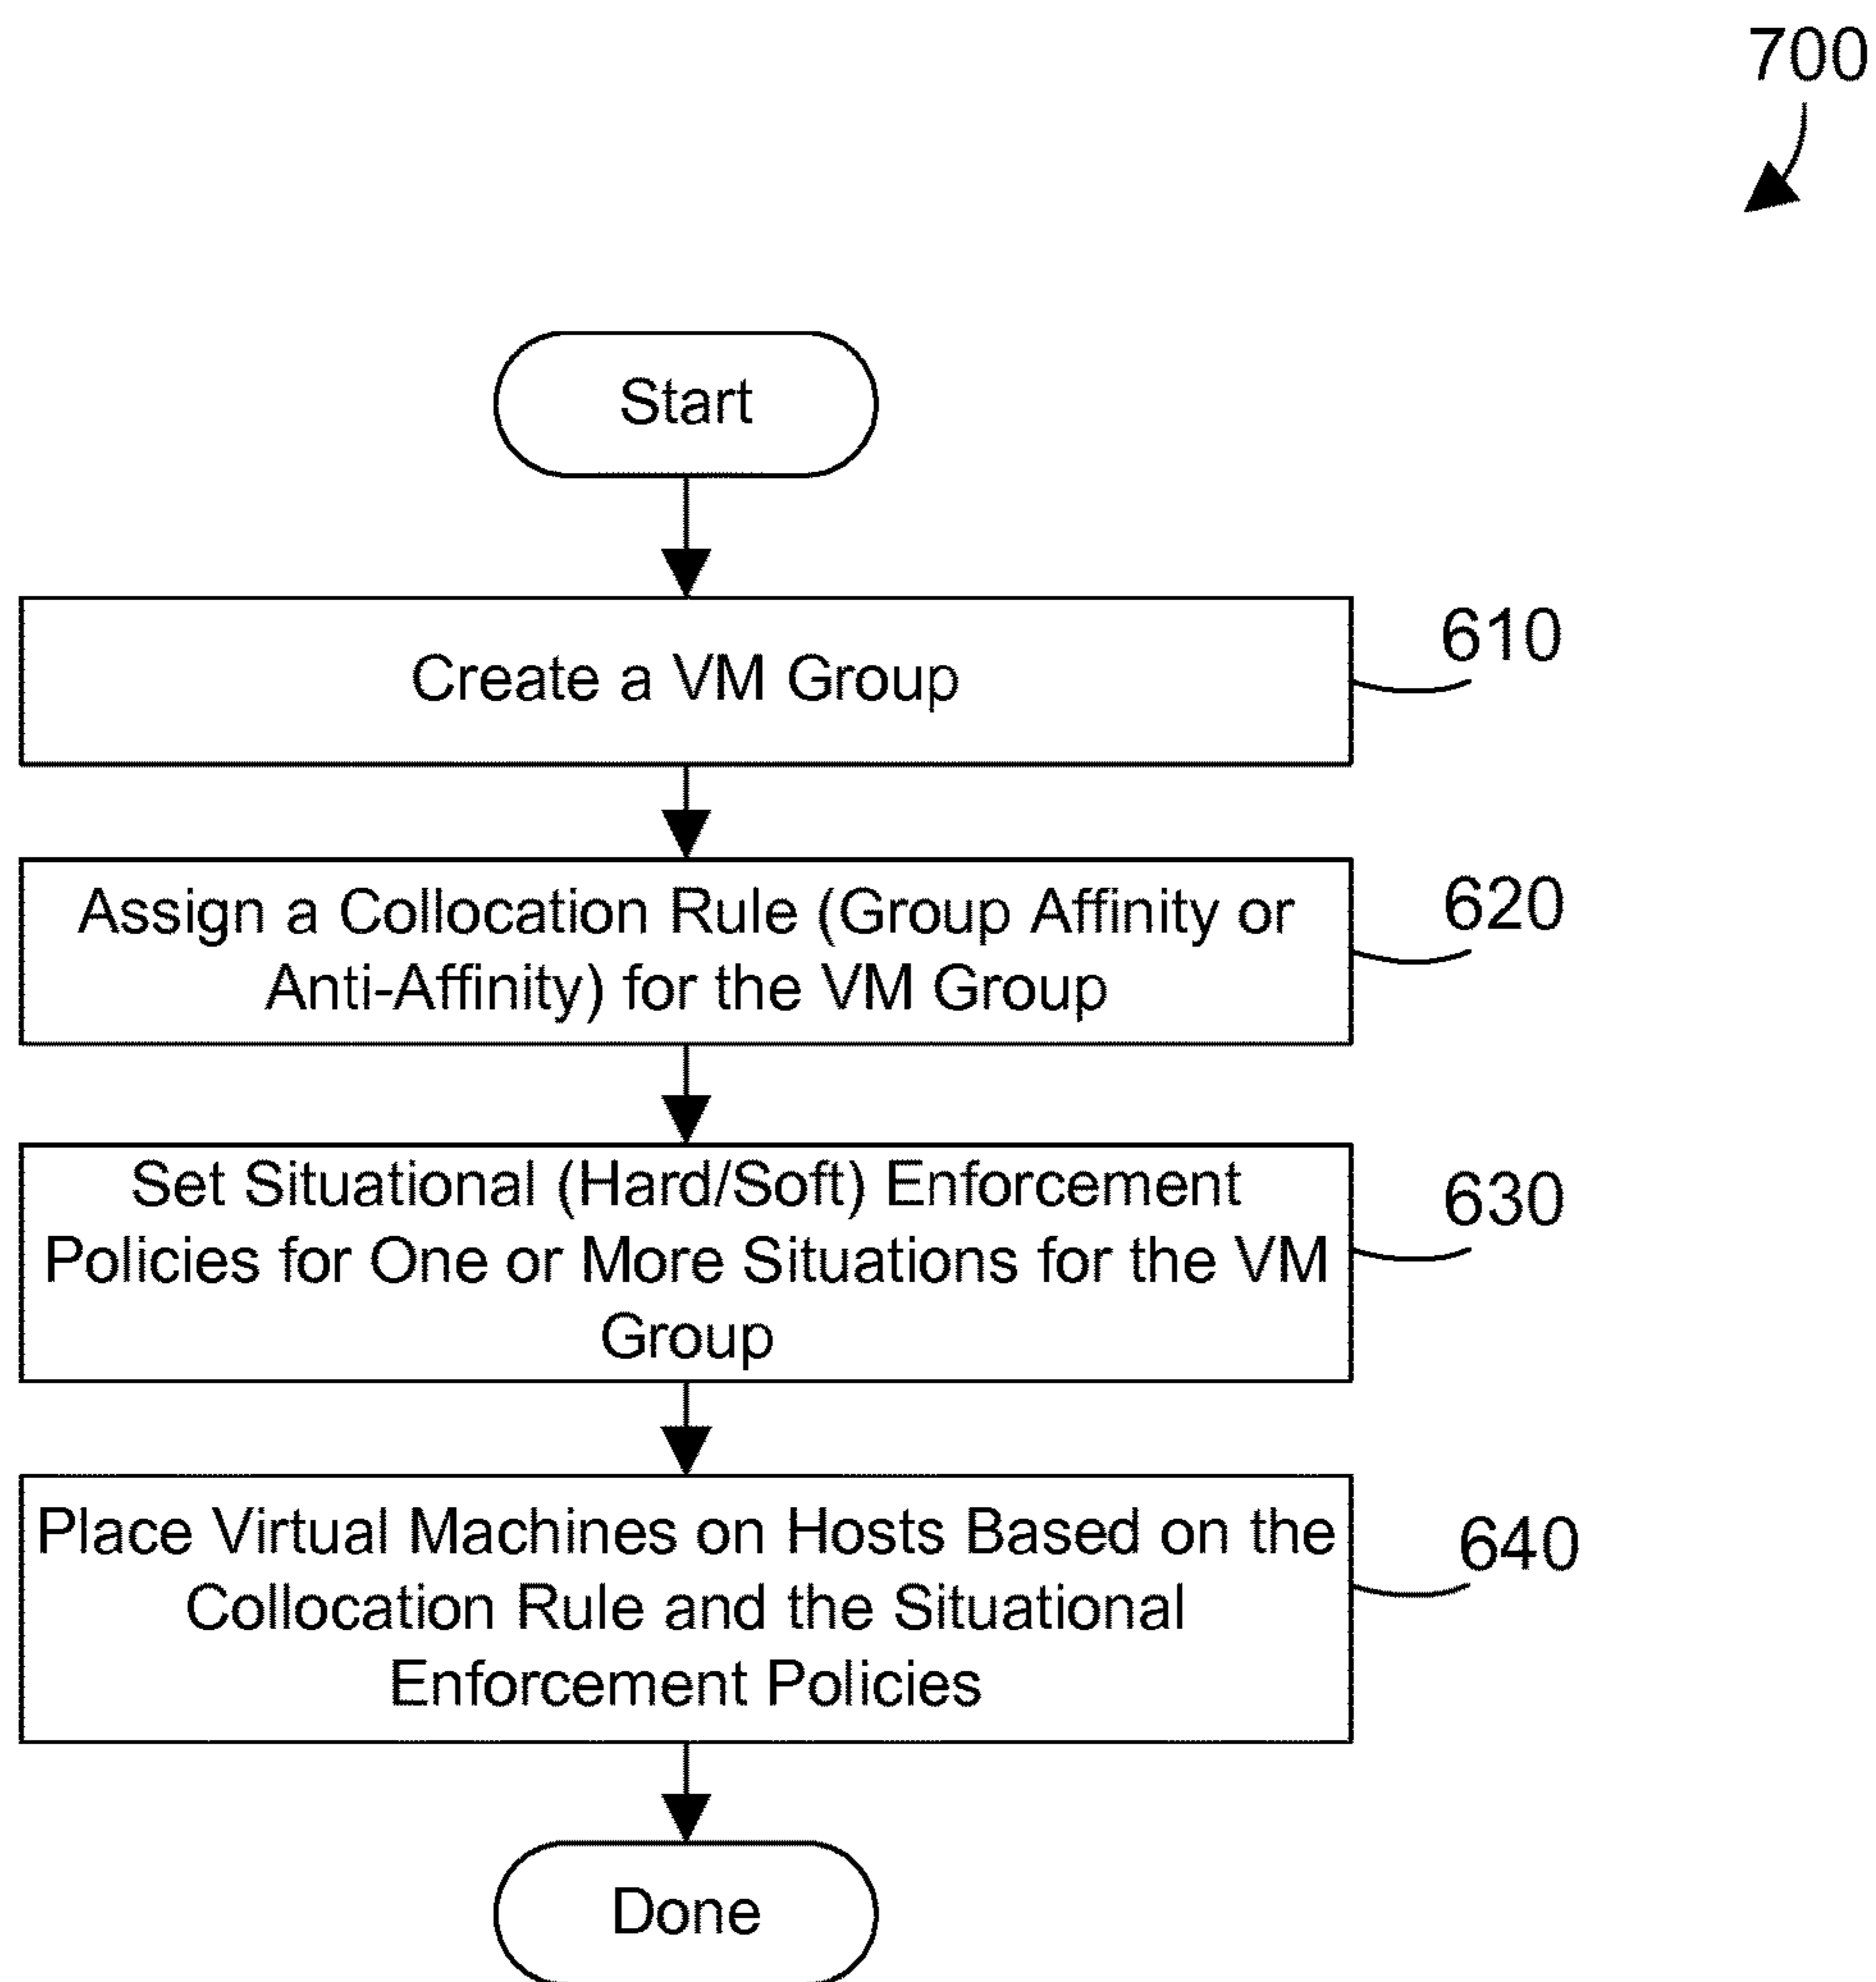 700
Start
Create a VM Group
610
Assign a Collocation Rule (Group Affinity or
Anti-Affinity) for the VM Group
620
Set Situational (Hard/Soft) Enforcement
Policies for One or More Situations for the VM
Group
630
Place Virtual Machines on Hosts Based on the
Collocation Rule and the Situational
Enforcement Policies
640
Done